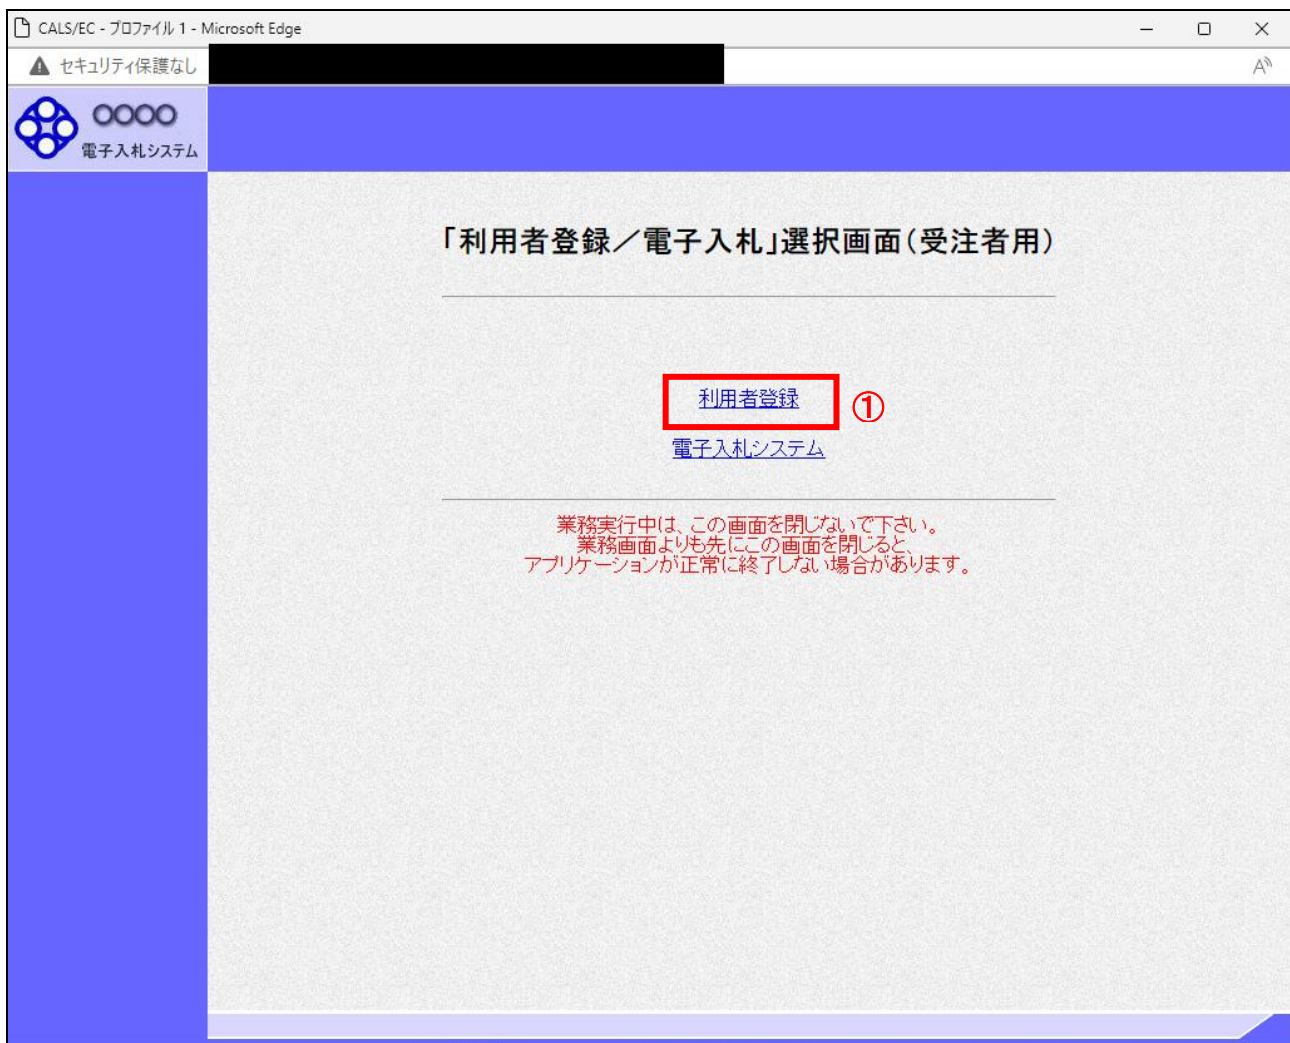 CALS/EC - プロファイル 1 - Microsoft Edge
セキュリティ保護なし
○○○○
電子入札システム
「利用者登録／電子入札」選択画面(受注者用)
利用者登録
①
電子入札システム
業務実行中は、この画面を閉じないで下さい。
業務画面よりも先にこの画面を閉じると、
アプリケーションが正常に終了しない場合があります。